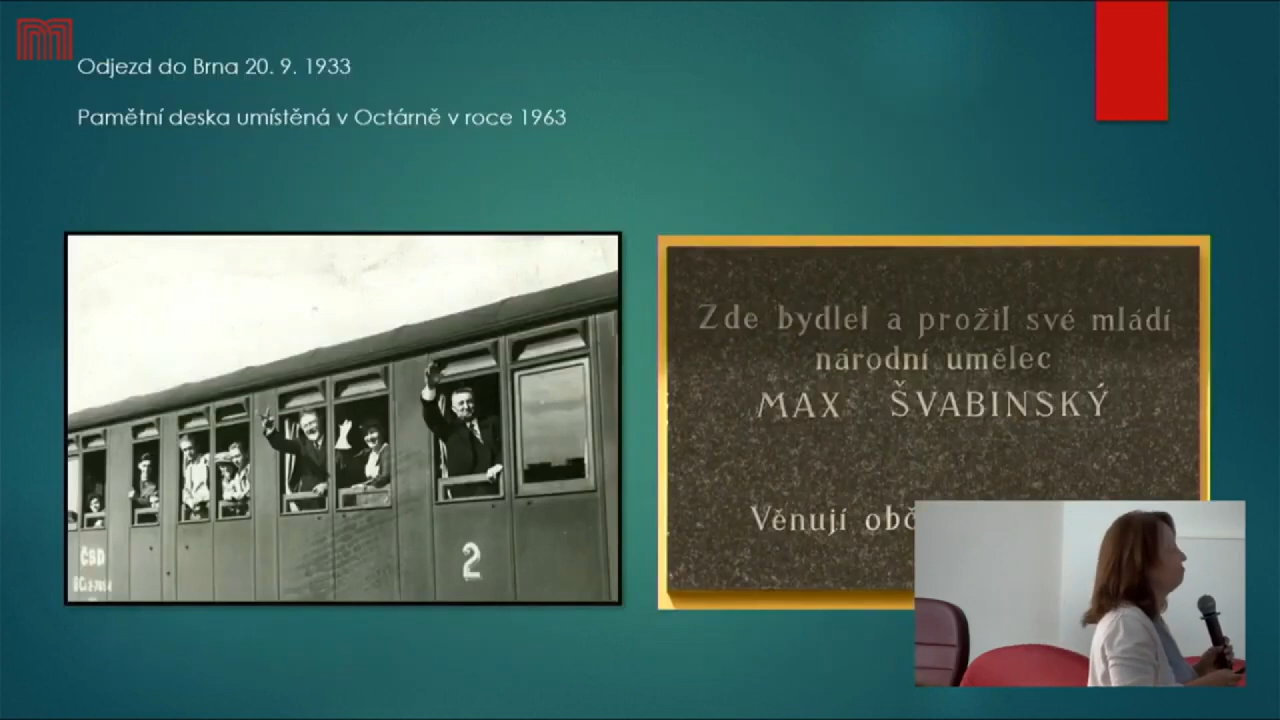 Odjezd do Brna 20. 9. 1933
Pamětní deska umístěná v Octárně v roce 1963
ČSD
2
Zde bydlel a prožil své mládí
národní umělec
MAX ŠVABINSKÝ
Věnují